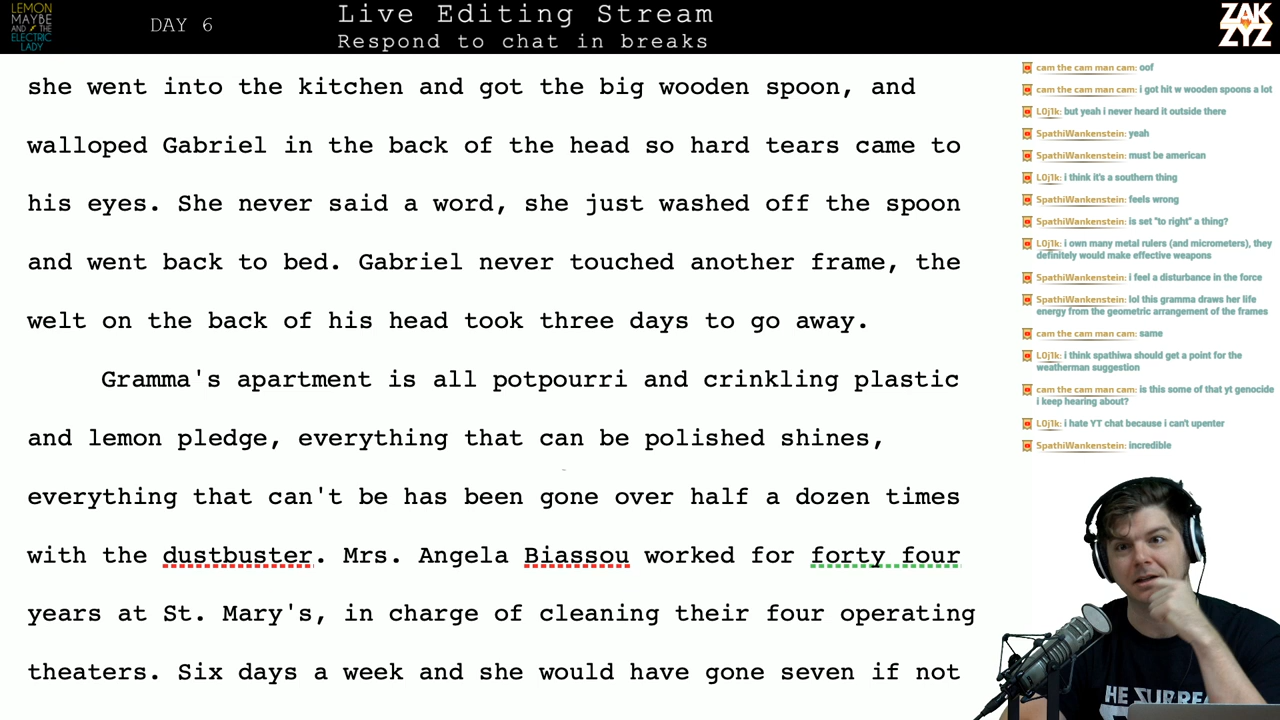 LEMON
MAYBE
AND THE
ELECTRIC
LADY
DAY 6
Live Editing Stream
Respond to chat in breaks
ZAK
ZYZ
she went into the kitchen and got the big wooden spoon, and
walloped Gabriel in the back of the head so hard tears came to
his eyes. She never said a word, she just washed off the spoon
and went back to bed. Gabriel never touched another frame, the
welt on the back of his head took three days to go away.
Gramma's apartment is all potpourri and crinkling plastic
and lemon pledge, everything that can be polished shines,
everything that can't be has been gone over half a dozen times
with the dustbuster. Mrs. Angela Biassou worked for forty four
years at St. Mary's, in charge of cleaning their four operating
theaters. Six days a week and she would have gone seven if not
cam the cam man cam: oof
cam the cam man cam: i got hit w wooden spoons a lot
L0j1k: but yeah i never heard it outside there
SpathiWankenstein: yeah
SpathiWankenstein: must be american
L0j1k: i think it's a southern thing
SpathiWankenstein: feels wrong
SpathiWankenstein: is set "to right" a thing?
L0j1k: i own many metal rulers (and micrometers), they
definitely would make effective weapons
SpathiWankenstein: i feel a disturbance in the force
SpathiWankenstein: lol this gramma draws her life
energy from the geometric arrangement of the frames
cam the cam man cam: same
L0j1k: i think spathiwa should get a point for the
weatherman suggestion
cam the cam man cam: is this some of that yt genocide
i keep hearing about?
L0j1k: i hate YT chat because i can't upenter
SpathiWankenstein: incredible
HE SURREC